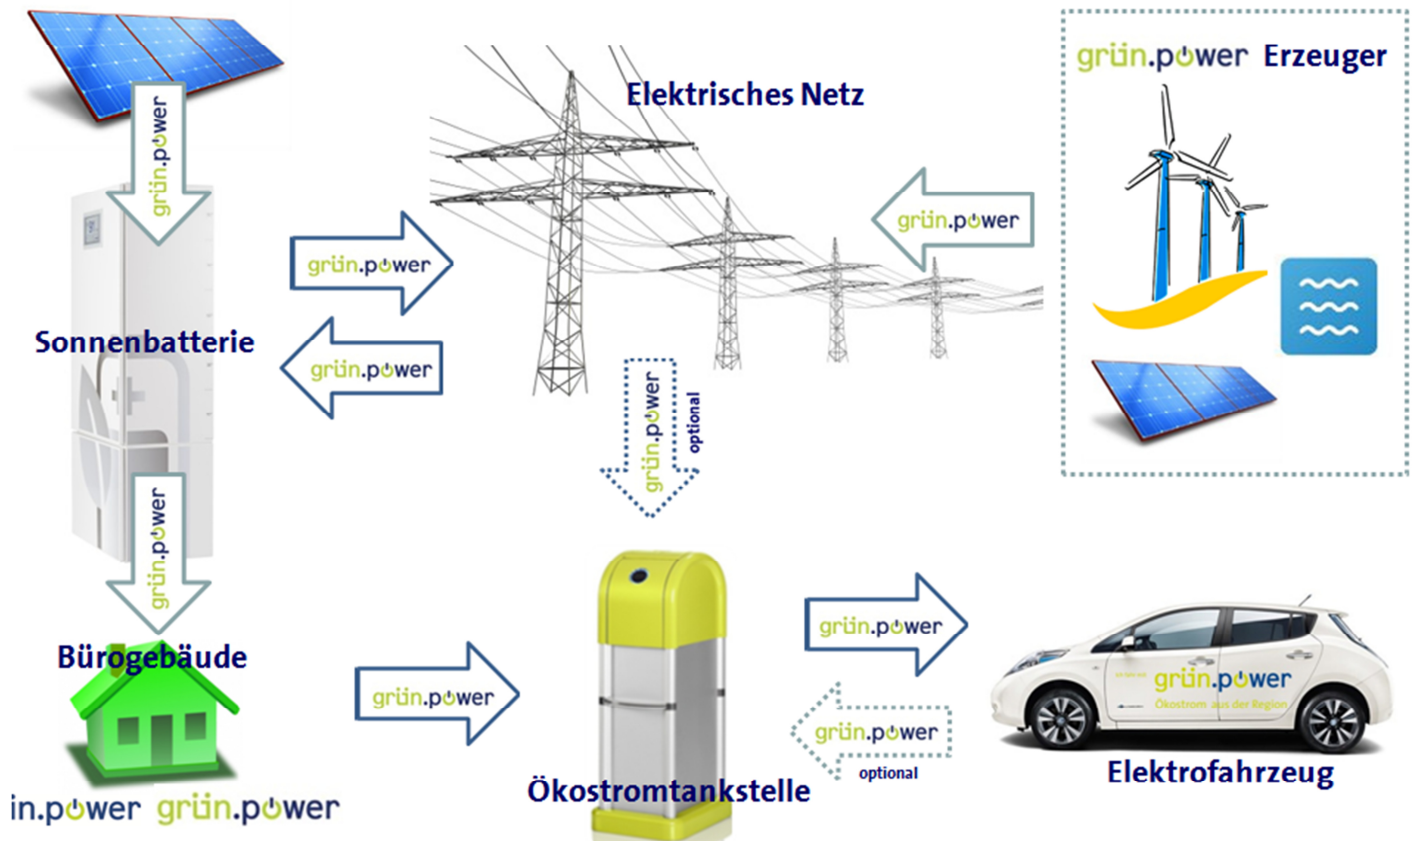 grün.power Erzeuger
Elektrisches Netz
grün.power
grün.power
grün.power
Sonnenbatterie
grün.power
grün.power
optional
grün.power
Bürogebäude
grün.power
grün.power
grün.power
Ökostrom aus der Region
grün.power
optional
Elektrofahrzeug
Ökostromtankstelle
in.power grün.power